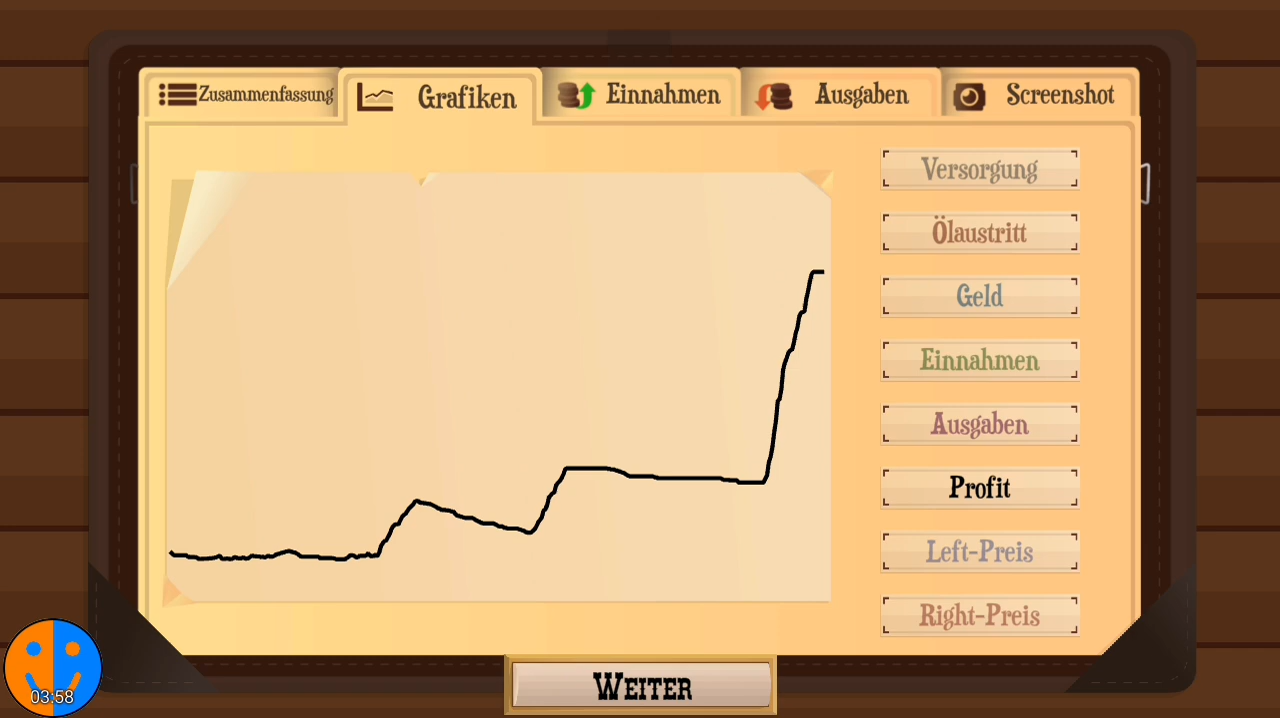 Zusammenfassung
Grafiken
Einnahmen
Ausgaben
Screenshot
Versorgung
Ölaustritt
Geld
Einnahmen
Ausgaben
Profit
Left-Preis
Right-Preis
03:58
Weiter